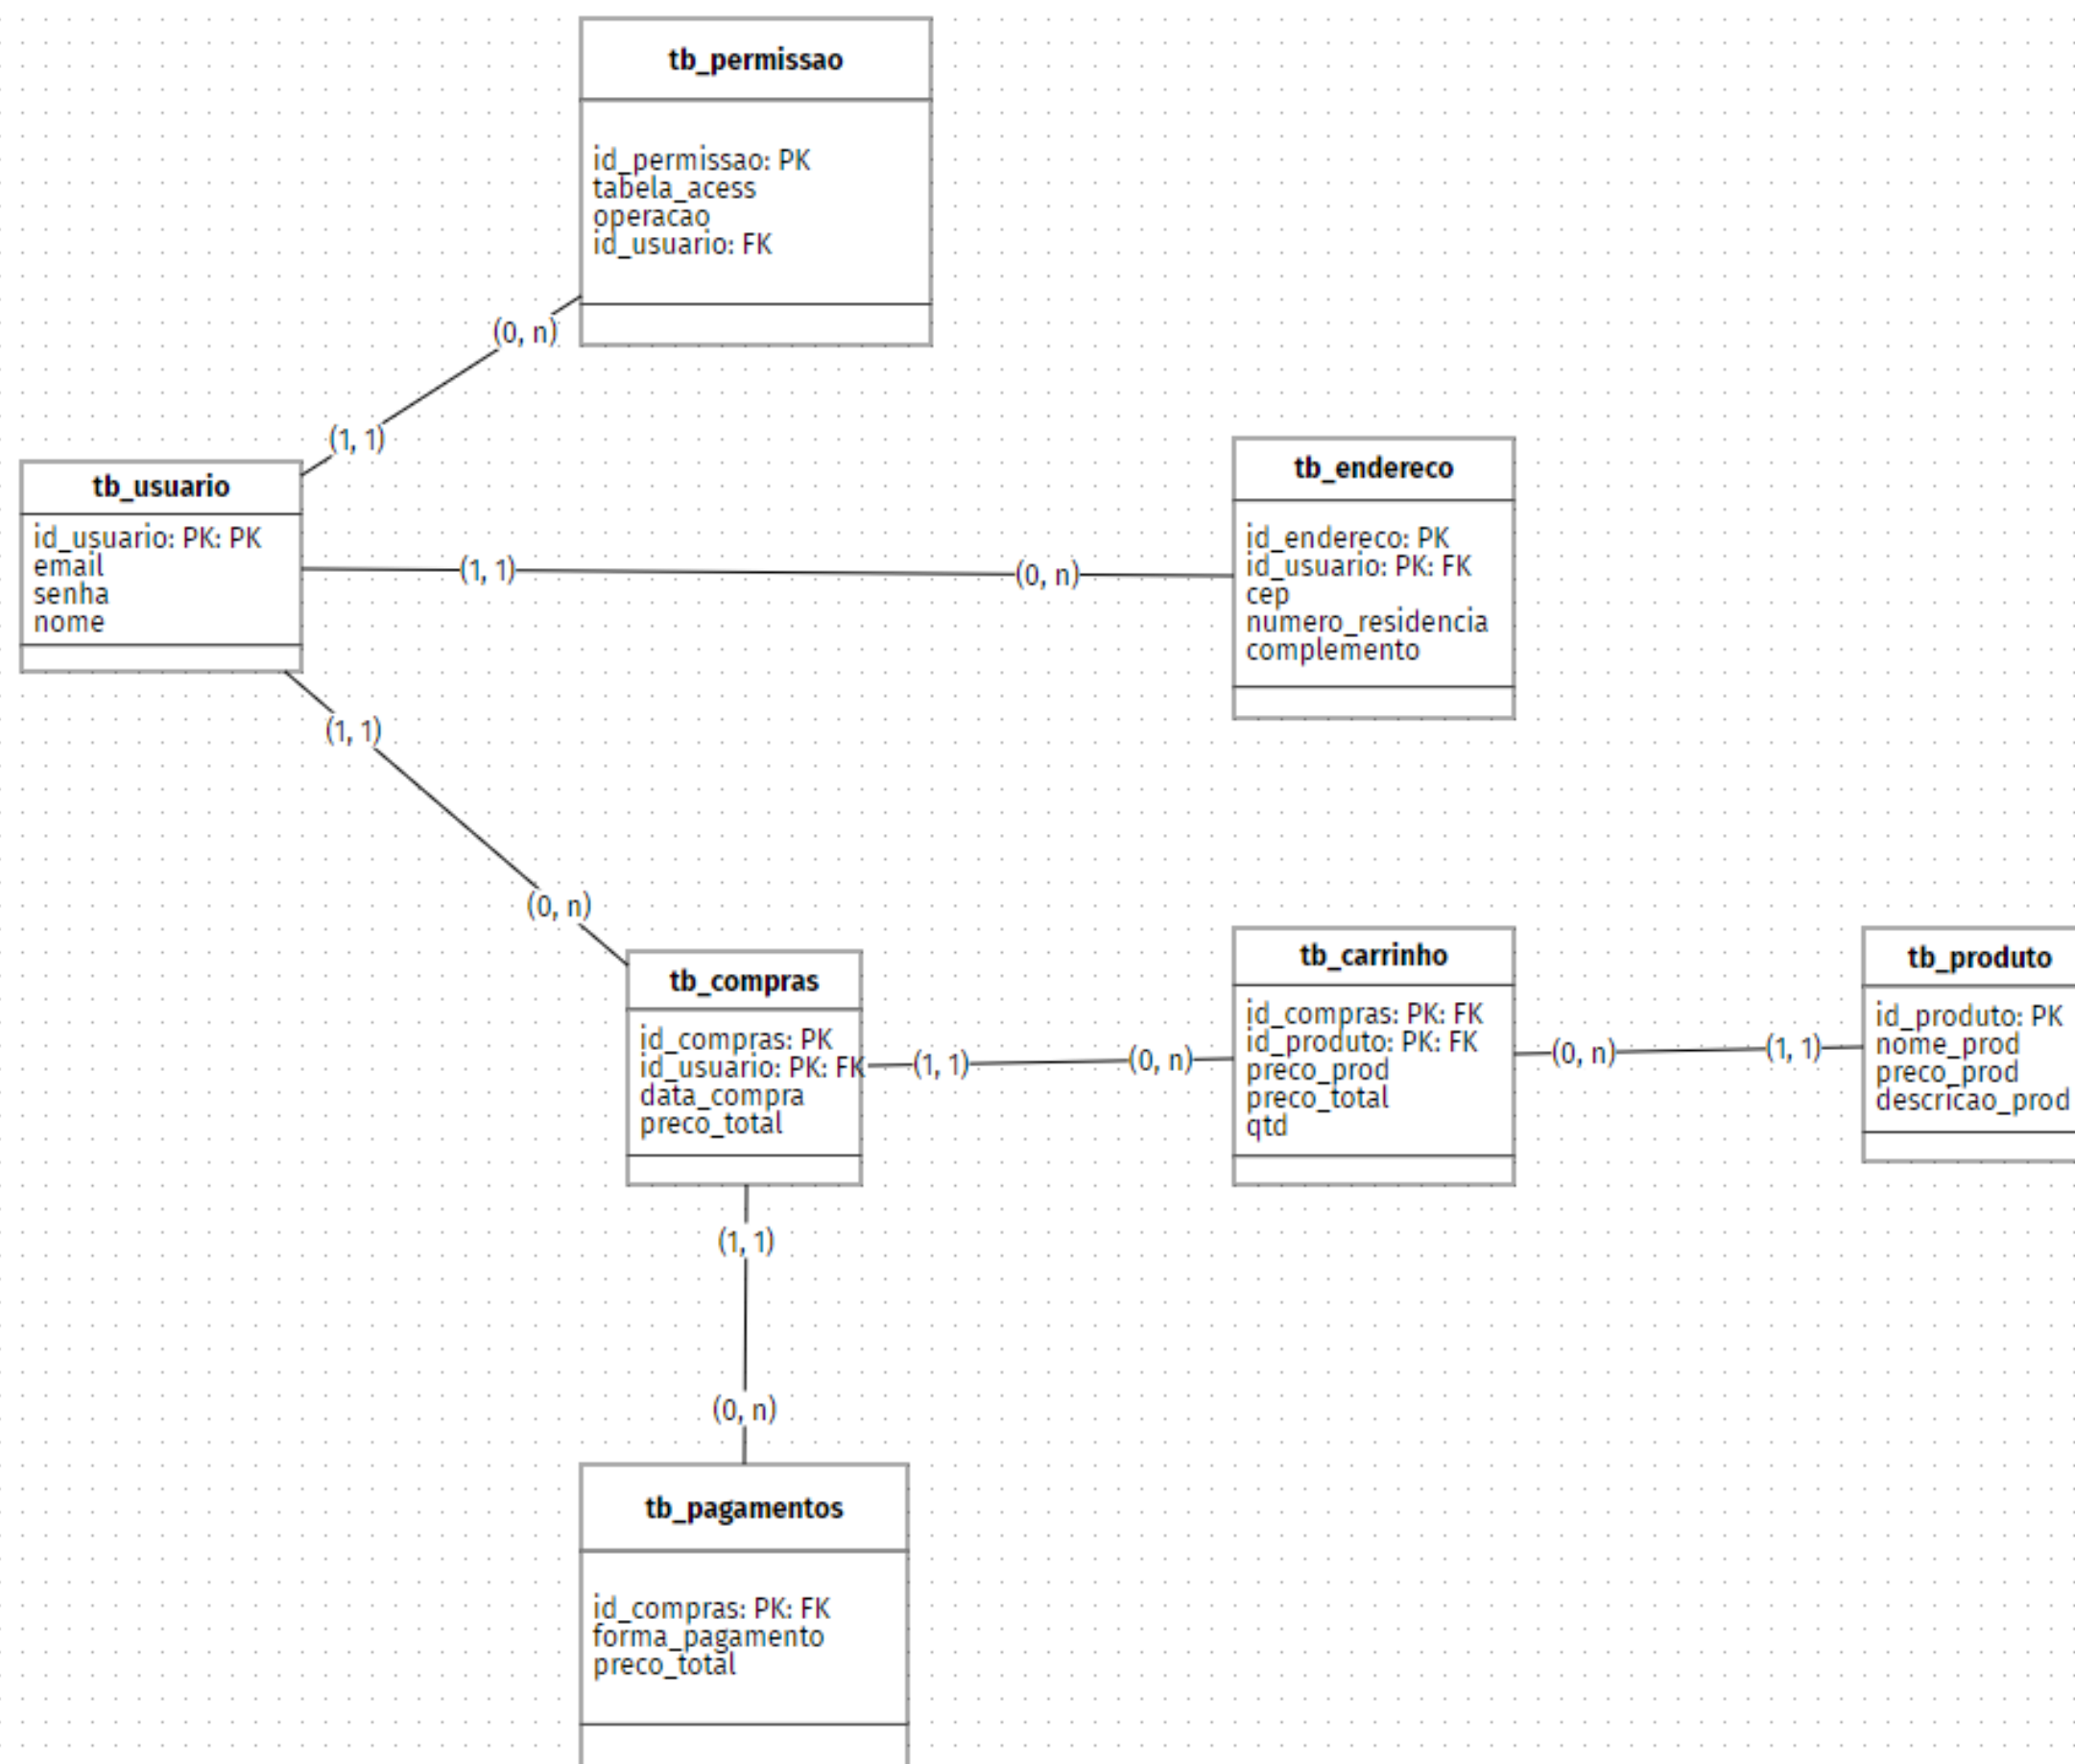 tb_permissao
id_permissao: PK
tabela_acess
operacao
id_usuario: FK
(0, n)
(1, 1)
tb_usuario
id_usuario: PK: PK
email
senha
nome
(1, 1)
(0, n)
tb_endereco
id_endereco: PK
id_usuario: PK: FK
cep
numero_residencia
complemento
(1, 1)
(0, n)
tb_compras
id_compras: PK
id_usuario: PK: FK
data_compra
preco_total
(1, 1)
(0, n)
tb_carrinho
id_compras: PK: FK
id_produto: PK: FK
preco_prod
preco_total
qtd
(0, n)
(1, 1)
tb_produto
id_produto: PK
nome_prod
preco_prod
descricao_prod
(1, 1)
(0, n)
tb_pagamentos
id_compras: PK: FK
forma_pagamento
preco_total